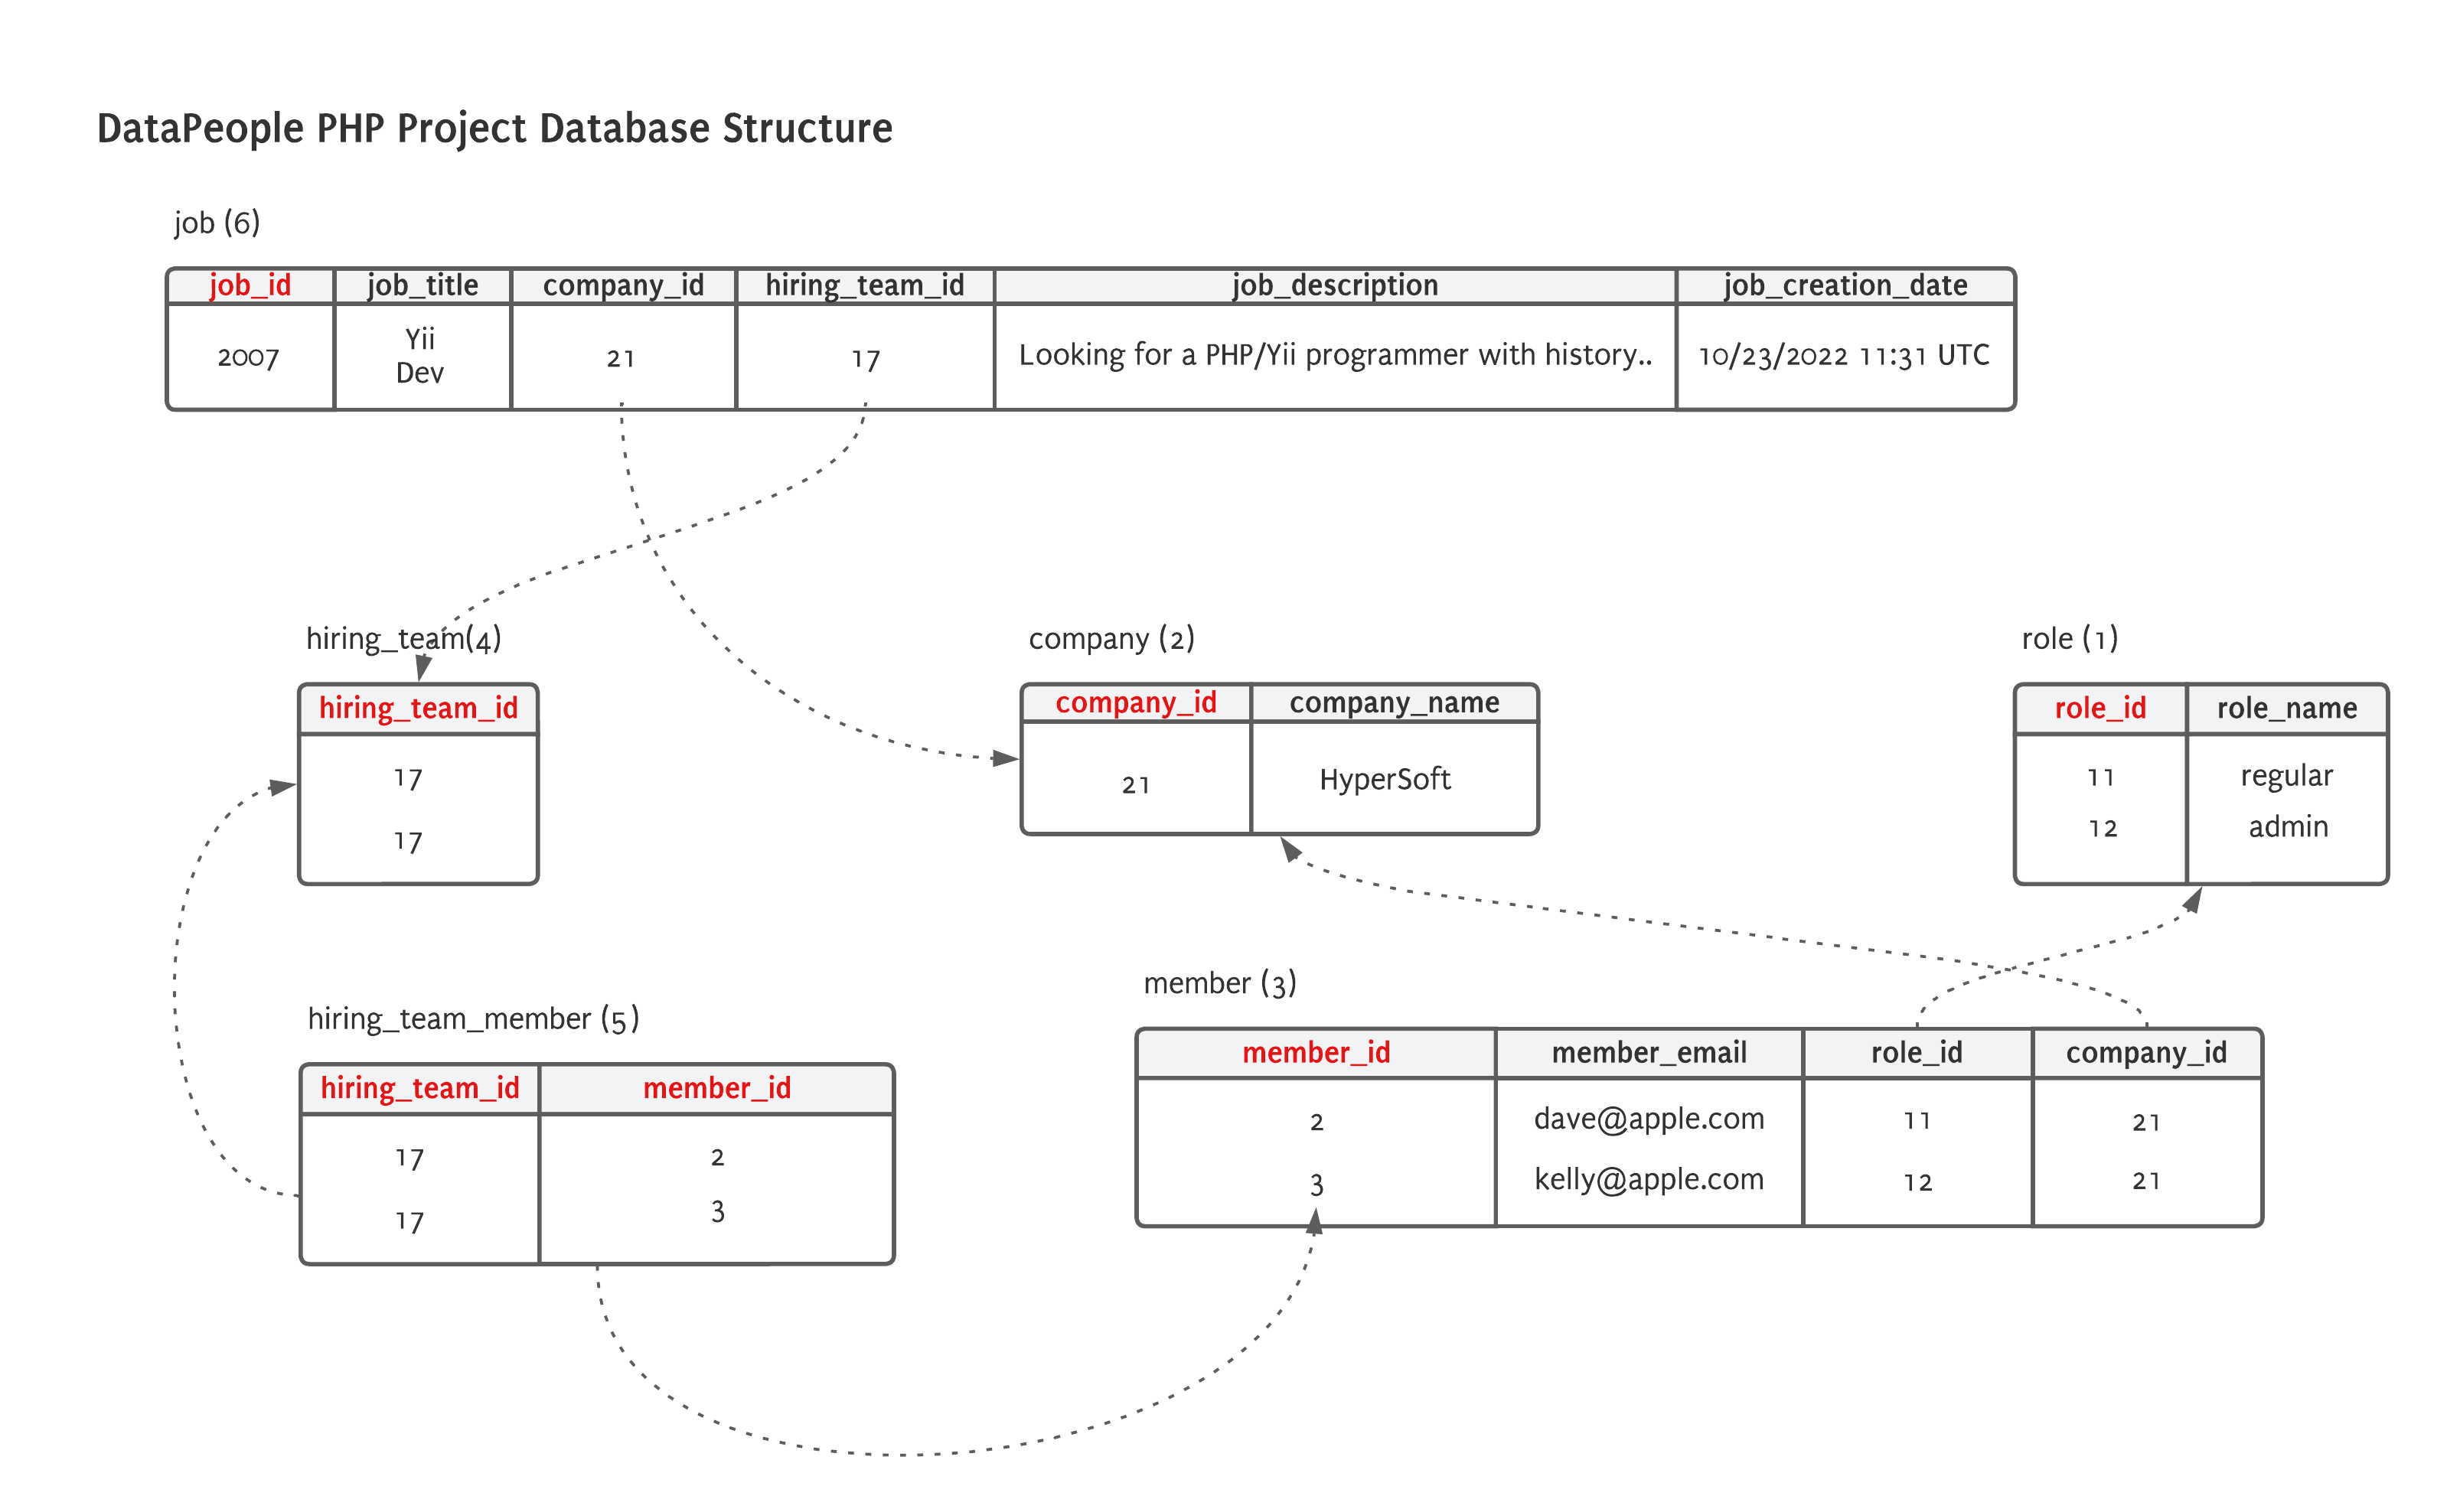 DataPeople PHP Project Database Structure
job (6)
job_id job_title company_id hiring_team_id job_description job_creation_date
Yii
2007 21 17 Looking for a PHP/Yii programmer with history.. 10/23/2022 11:31 UTC
Dev
hiring_team(4) company (2) role (1)
hiring_team_id company_id company_name role_id role_name
17 21 HyperSoft 11 regular
17 12 admin
member (3)
hiring_team_member (5)
member_id member_email role_id company_id
hiring_team_id member_id
2 dave@apple.com 11 21
17 2
3 kelly@apple.com 12 21
17 3